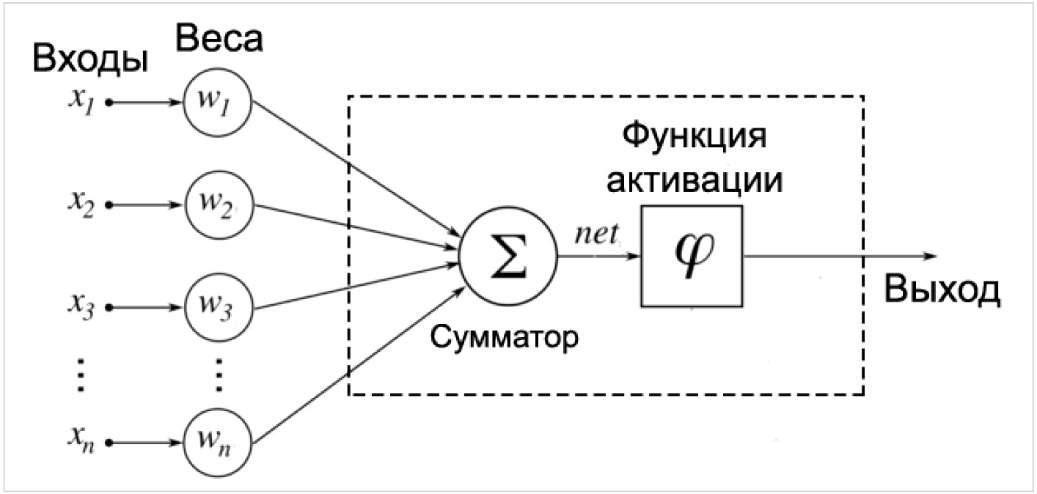 Входы
Веса
x1
w1
x2
w2
x3
w3
xn
wn
Σ
Сумматор
net
Функция
активации
φ
Выход